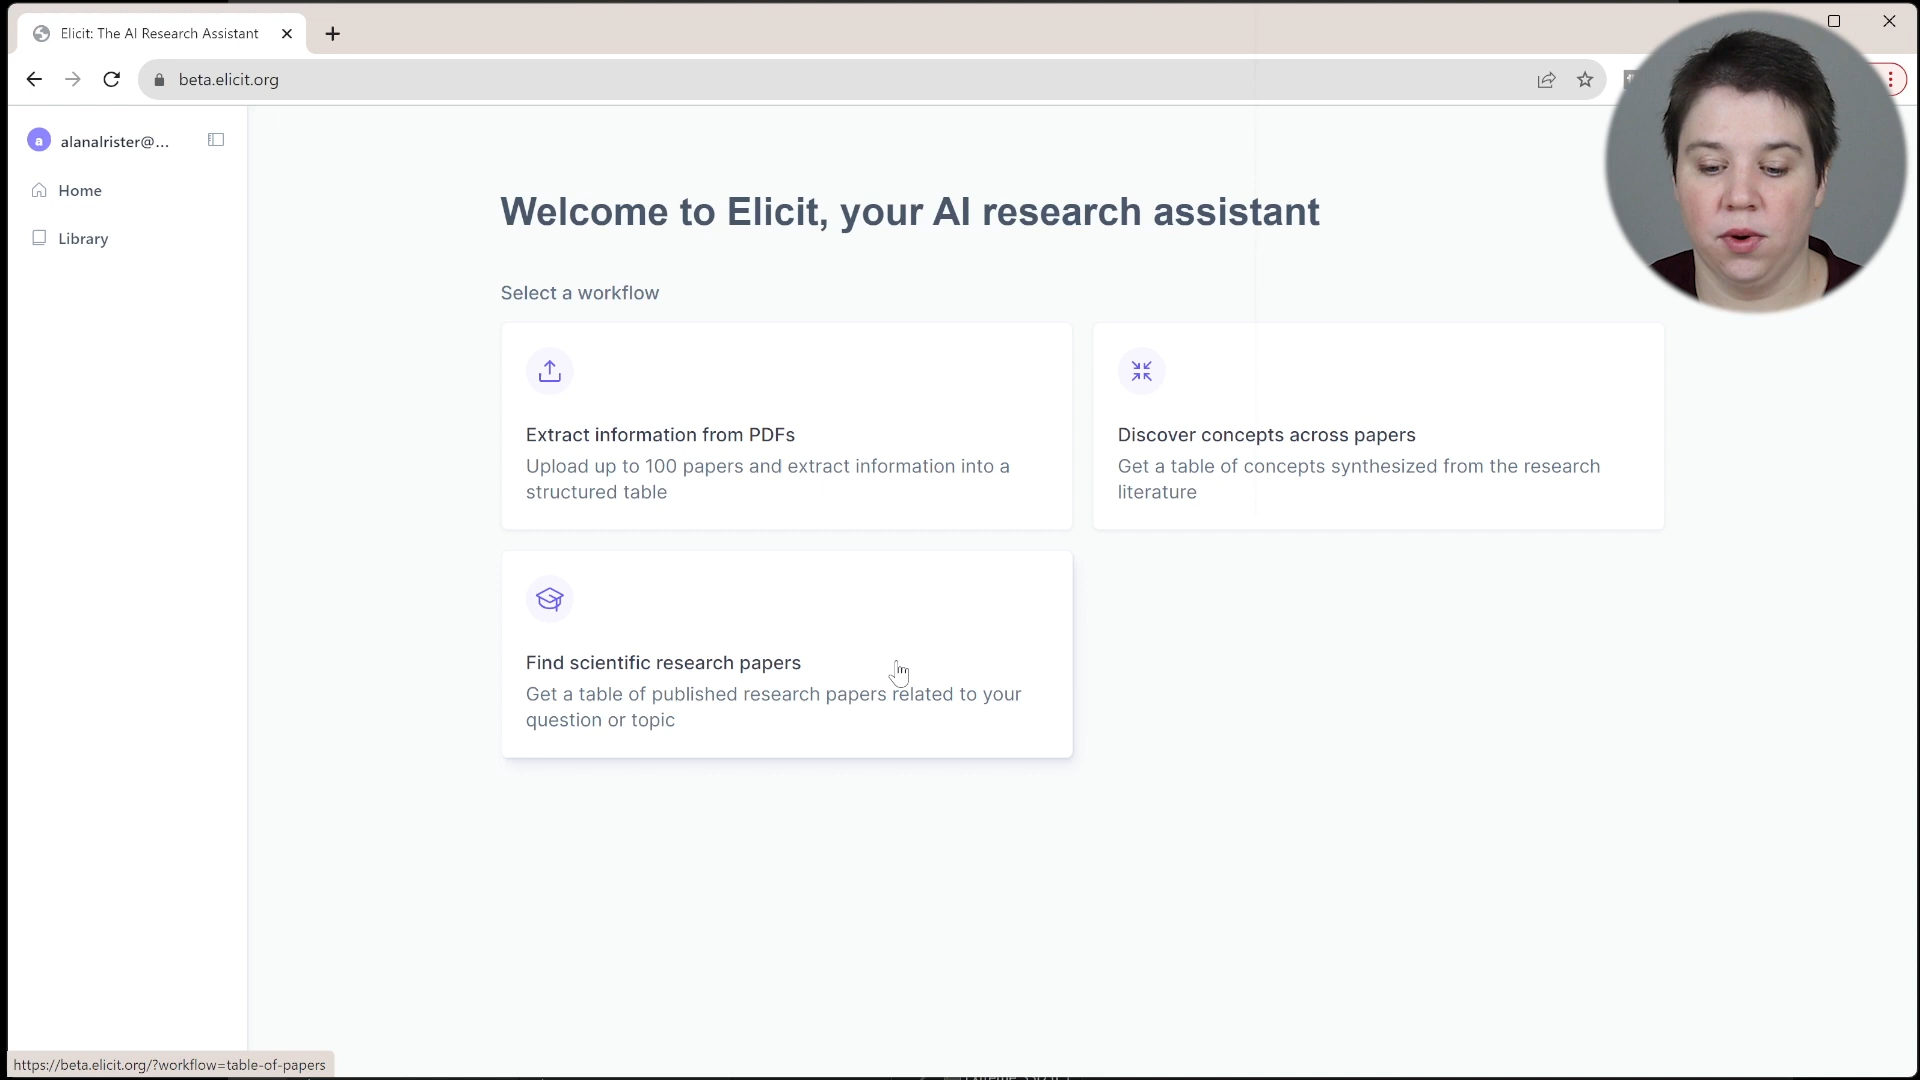 Elicit: The AI Research Assistant
beta.elicit.org
a alanalrister@...
Home
Library
Welcome to Elicit, your AI research assistant
Select a workflow
Extract information from PDFs
Upload up to 100 papers and extract information into a
structured table
Discover concepts across papers
Get a table of concepts synthesized from the research
literature
Find scientific research papers
Get a table of published research papers related to your
question or topic
https://beta.elicit.org/?workflow=table-of-papers